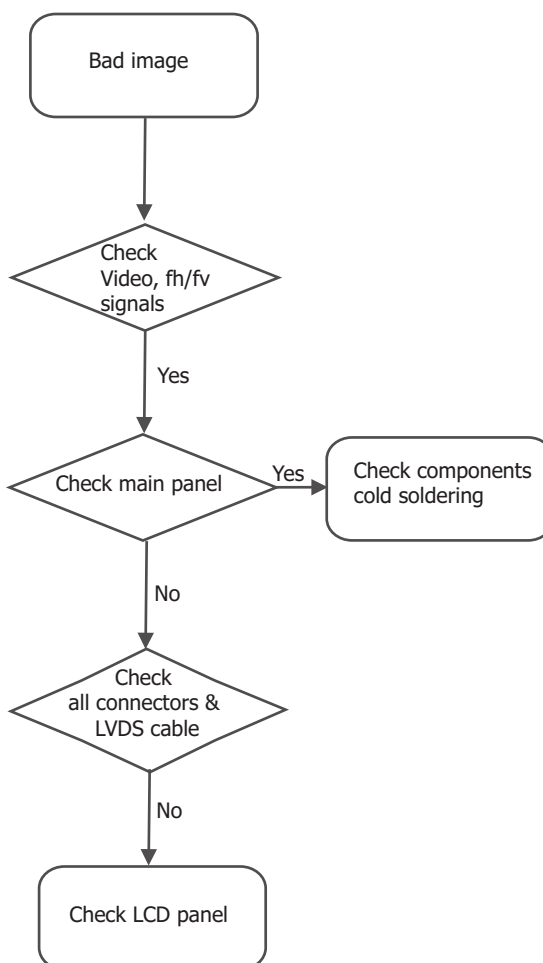 Bad image
Check
Video, fh/fv
signals
Yes
Check main panel
Yes
Check components
cold soldering
No
Check
all connectors &
LVDS cable
No
Check LCD panel